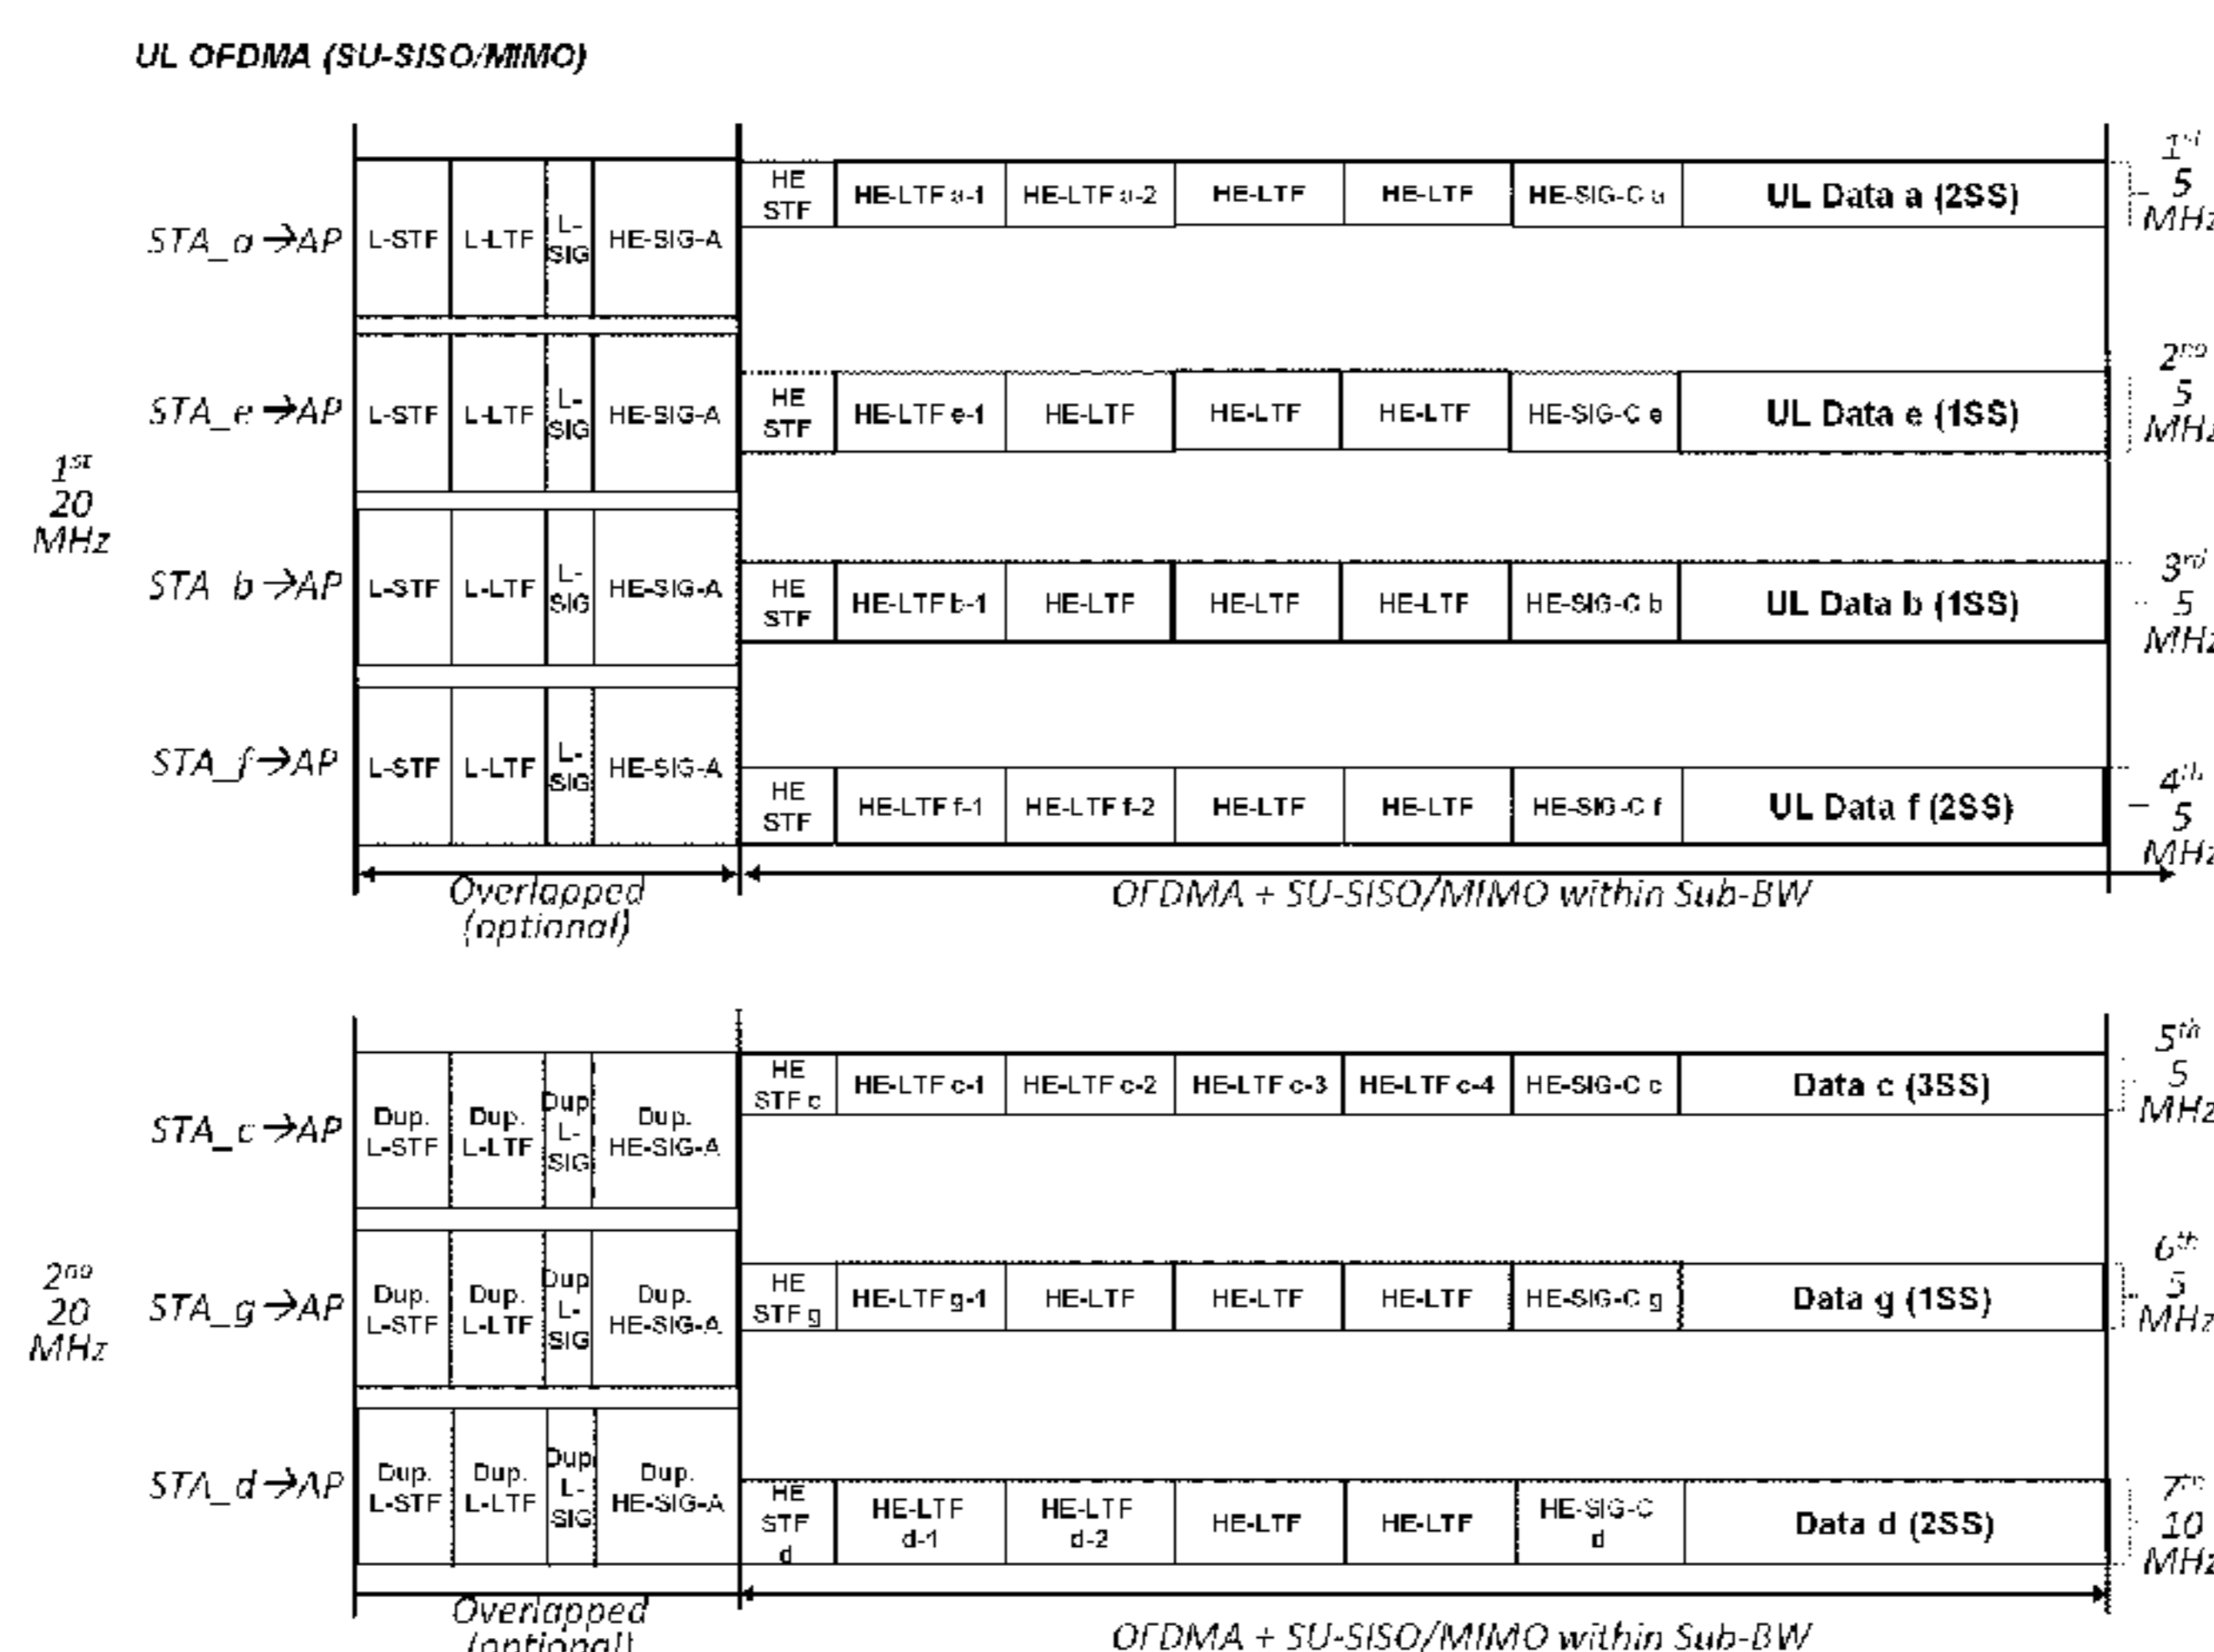 UL OFDMA (SU-SISO/MIMO)
1st
20
MHz
STA_a →AP
L-STF
L-LTF
L-
SIG
HE-SIG-A
HE
STF
HE-LTF a-1
HE-LTF a-2
HE-LTF
HE-LTF
HE-SIG-C a
UL Data a (2SS)
1st
5
MHz
STA_e →AP
L-STF
L-LTF
L-
SIG
HE-SIG-A
HE
STF
HE-LTF e-1
HE-LTF
HE-LTF
HE-LTF
HE-SIG-C e
UL Data e (1SS)
2nd
5
MHz
STA b →AP
L-STF
L-LTF
L-
SIG
HE-SIG-A
HE
STF
HE-LTF b-1
HE-LTF
HE-LTF
HE-LTF
HE-SIG-C b
UL Data b (1SS)
3rd
5
MHz
STA_f →AP
L-STF
L-LTF
L-
SIG
HE-SIG-A
HE
STF
HE-LTF f-1
HE-LTF f-2
HE-LTF
HE-LTF
HE-SIG-C f
UL Data f (2SS)
4th
5
MHz
Overlapped
(optional)
OFDMA + SU-SISO/MIMO within Sub-BW
2nd
20
MHz
STA_c →AP
Dup.
L-STF
Dup.
L-LTF
Dup
L-
SIG
Dup.
HE-SIG-A
HE
STF c
HE-LTF c-1
HE-LTF c-2
HE-LTF c-3
HE-LTF c-4
HE-SIG-C c
Data c (3SS)
5th
5
MHz
STA_g →AP
Dup.
L-STF
Dup.
L-LTF
Dup
L-
SIG
Dup.
HE-SIG-A
HE
STF g
HE-LTF g-1
HE-LTF
HE-LTF
HE-LTF
HE-SIG-C g
Data g (1SS)
6th
5
MHz
STA_d →AP
Dup.
L-STF
Dup.
L-LTF
Dup
L-
SIG
Dup.
HE-SIG-A
HE
STF
d
HE-LTF
d-1
HE-LTF
d-2
HE-LTF
HE-LTF
HE-SIG-C
d
Data d (2SS)
7th
10
MHz
Overlapped
(optional)
OFDMA + SU-SISO/MIMO within Sub-BW